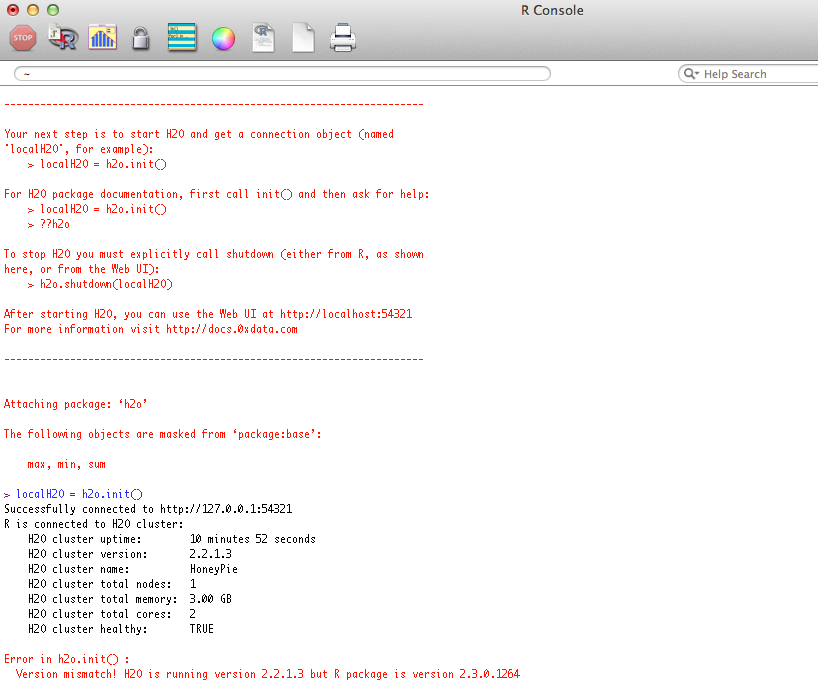 R Console
STOP
R
~
Help Search
----------------------------------------------------------------------
Your next step is to start H2O and get a connection object (named
'localH2O', for example):
> localH2O = h2o.init()
For H2O package documentation, first call init() and then ask for help:
> localH2O = h2o.init()
> ??h2o
To stop H2O you must explicitly call shutdown (either from R, as shown
here, or from the Web UI):
> h2o.shutdown(localH2O)
After starting H2O, you can use the Web UI at http://localhost:54321
For more information visit http://docs.0xdata.com
----------------------------------------------------------------------
Attaching package: ‘h2o’
The following objects are masked from ‘package:base’:
max, min, sum
> localH2O = h2o.init()
Successfully connected to http://127.0.0.1:54321
R is connected to H2O cluster:
H2O cluster uptime: 10 minutes 52 seconds
H2O cluster version: 2.2.1.3
H2O cluster name: HoneyPie
H2O cluster total nodes: 1
H2O cluster total memory: 3.00 GB
H2O cluster total cores: 2
H2O cluster healthy: TRUE
Error in h2o.init() :
Version mismatch! H2O is running version 2.2.1.3 but R package is version 2.3.0.1264